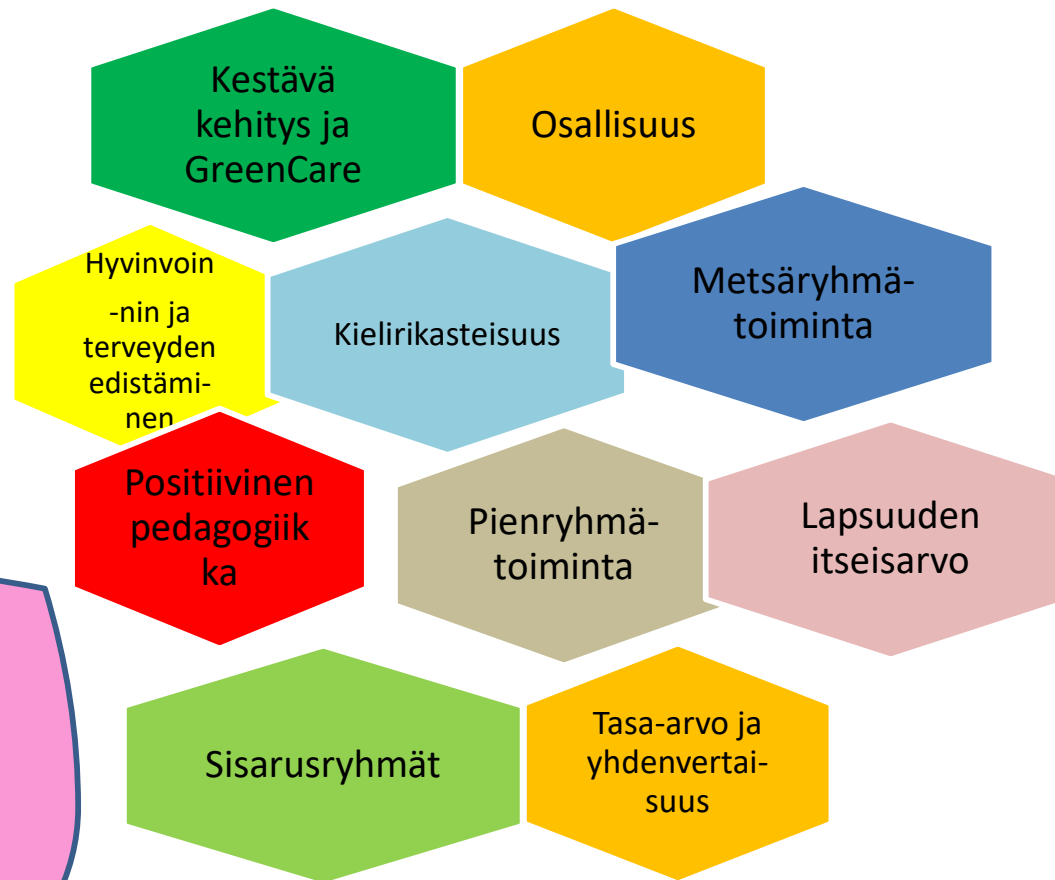 Kestävä
kehitys ja
GreenCare
Osallisuus
Hyvinvoin
-nin ja
terveyden
edistämi-
nen
Kielirikasteisuus
Metsäryhmä-
toiminta
Positiivinen
pedagogiik
ka
Pienryhmä-
toiminta
Lapsuuden
itseisarvo
Sisarusryhmät
Tasa-arvo ja
yhdenvertai-
suus